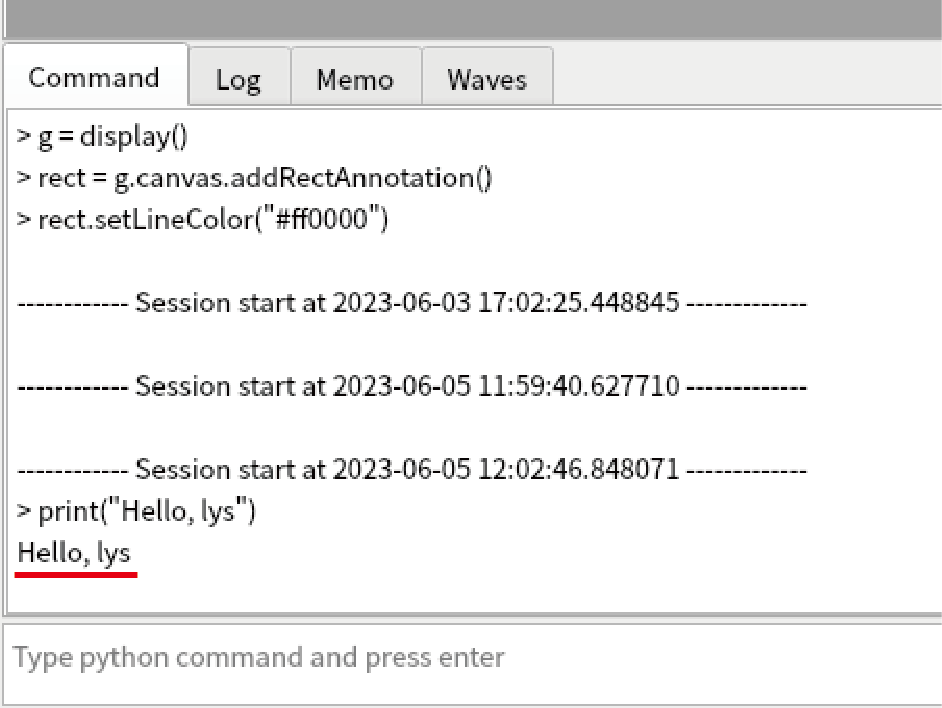 Command Log Memo Waves
> g = display()
> rect = g.canvas.addRectAnnotation()
> rect.setLineColor("#ff0000")
------------ Session start at 2023-06-03 17:02:25.448845 -------------
------------ Session start at 2023-06-05 11:59:40.627710 -------------
------------ Session start at 2023-06-05 12:02:46.848071 -------------
> print("Hello, lys")
Hello, lys
Type python command and press enter